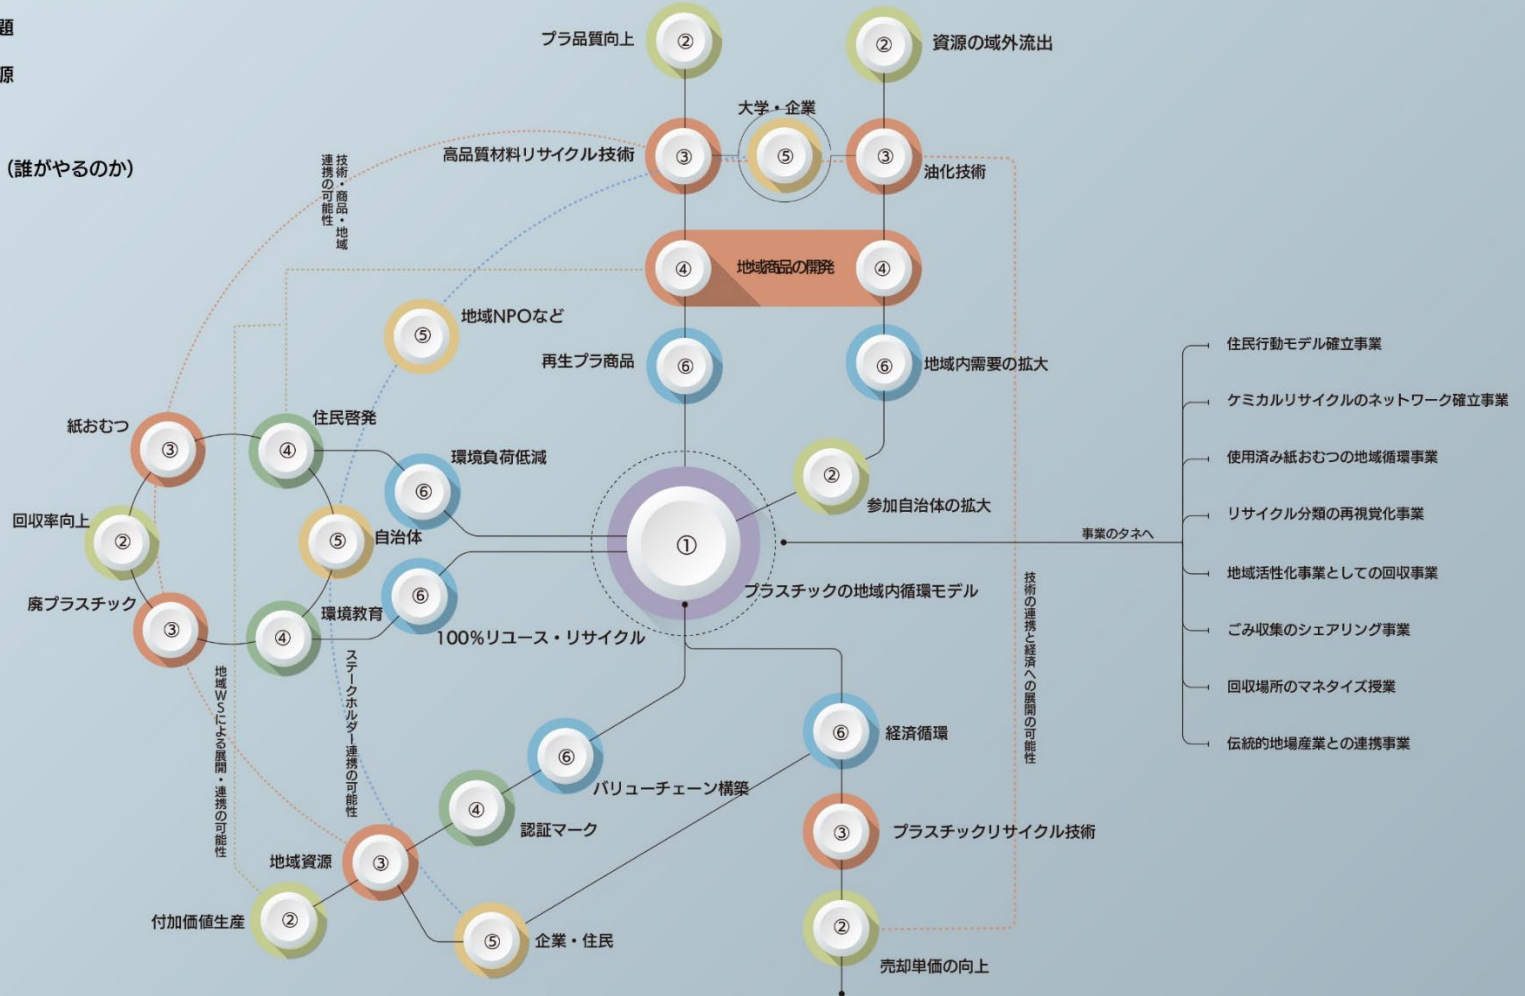 題
源
(誰がやるのか)
プラ品質向上
②
②
資源の域外流出
大学・企業
高品質材料リサイクル技術
③
⑤
③
油化技術
技術・商品・地域
連携の可能性
④
地域商品の開発
④
⑤
地域NPOなど
再生プラ商品
⑥
⑥
地域内需要の拡大
紙おむつ
③
住民啓発
④
環境負荷低減
⑥
②
参加自治体の拡大
回収率向上
②
⑤
自治体
①
プラスチックの地域内循環モデル
事業のタネへ
廃プラスチック
③
環境教育
④
⑥
100%リユース・リサイクル
住民行動モデル確立事業
ケミカルリサイクルのネットワーク確立事業
使用済み紙おむつの地域循環事業
リサイクル分類の再視覚化事業
地域活性化事業としての回収事業
ごみ収集のシェアリング事業
回収場所のマネタイズ授業
伝統的地場産業との連携事業
技術の連携と経済への展開の可能性
地域WSによる展開・連携の可能性
ステークホルダー連携の可能性
⑥
経済循環
⑥
バリューチェーン構築
④
認証マーク
③
プラスチックリサイクル技術
地域資源
③
付加価値生産
②
⑤
企業・住民
②
売却単価の向上